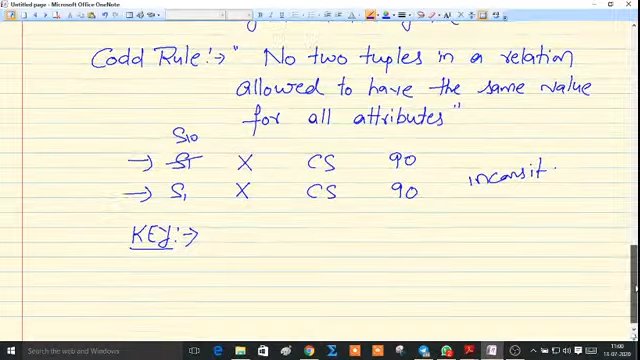 Untitled page - Microsoft Office OneNote
Codd Rule:→ " No two tuples in a relation
allowed to have the same value
for all attributes"
S10
→ S1 X CS 90
→ S1 X CS 90 inconsit.
KEY:→
Search the web and Windows
11:00
10-07-2020